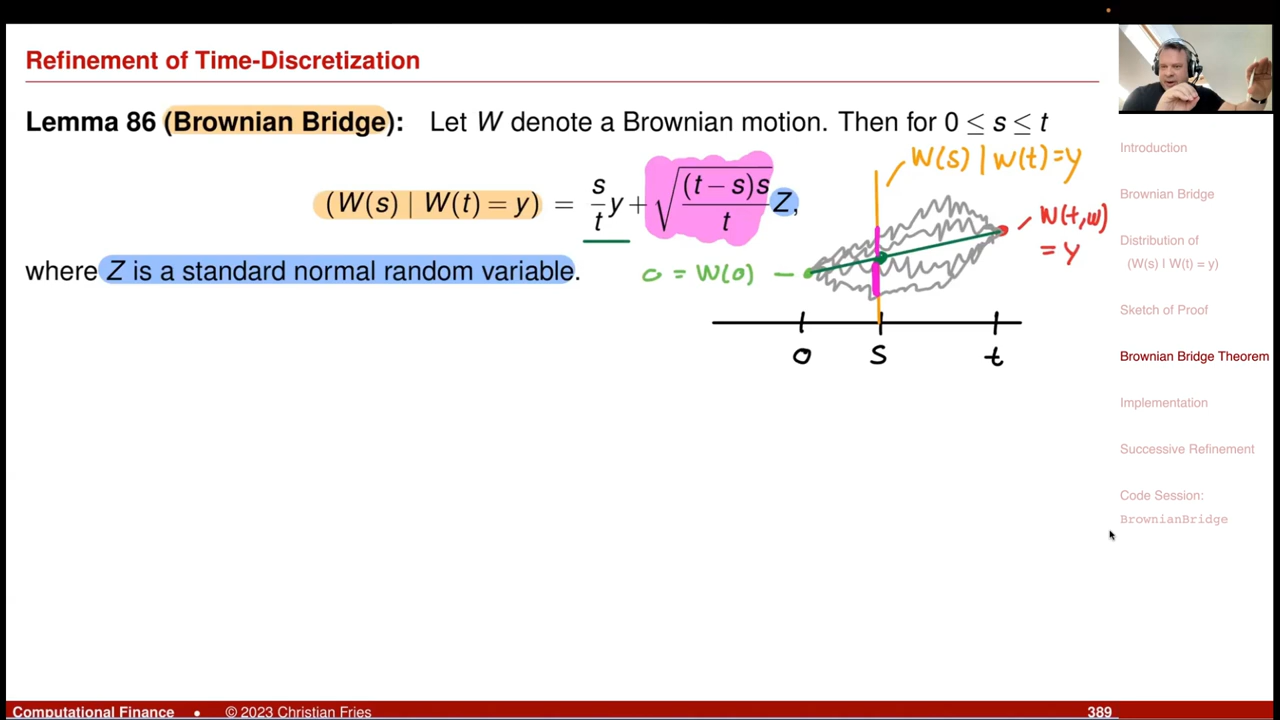 Refinement of Time-Discretization
Lemma 86 (Brownian Bridge): Let W denote a Brownian motion. Then for 0 ≤ s ≤ t
(W(s) | W(t) = y) = s/t y + √((t − s)s / t) Z,
where Z is a standard normal random variable.
W(s) | W(t)=y
W(t,ω)
= y
0 = W(0)
0 s t
Introduction
Brownian Bridge
Distribution of
(W(s) I W(t) = y)
Sketch of Proof
Brownian Bridge Theorem
Implementation
Successive Refinement
Code Session:
BrownianBridge
Computational Finance • © 2023 Christian Fries 389